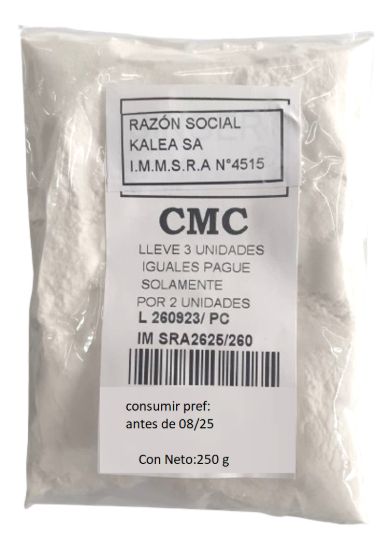 RAZÓN SOCIAL
KALEA SA
I.M.M.S.R.A N°4515
CMC
LLEVE 3 UNIDADES
IGUALES PAGUE
SOLAMENTE
POR 2 UNIDADES
L 260923/ PC
IM SRA2625/260
consumir pref:
antes de 08/25
Con Neto:250 g